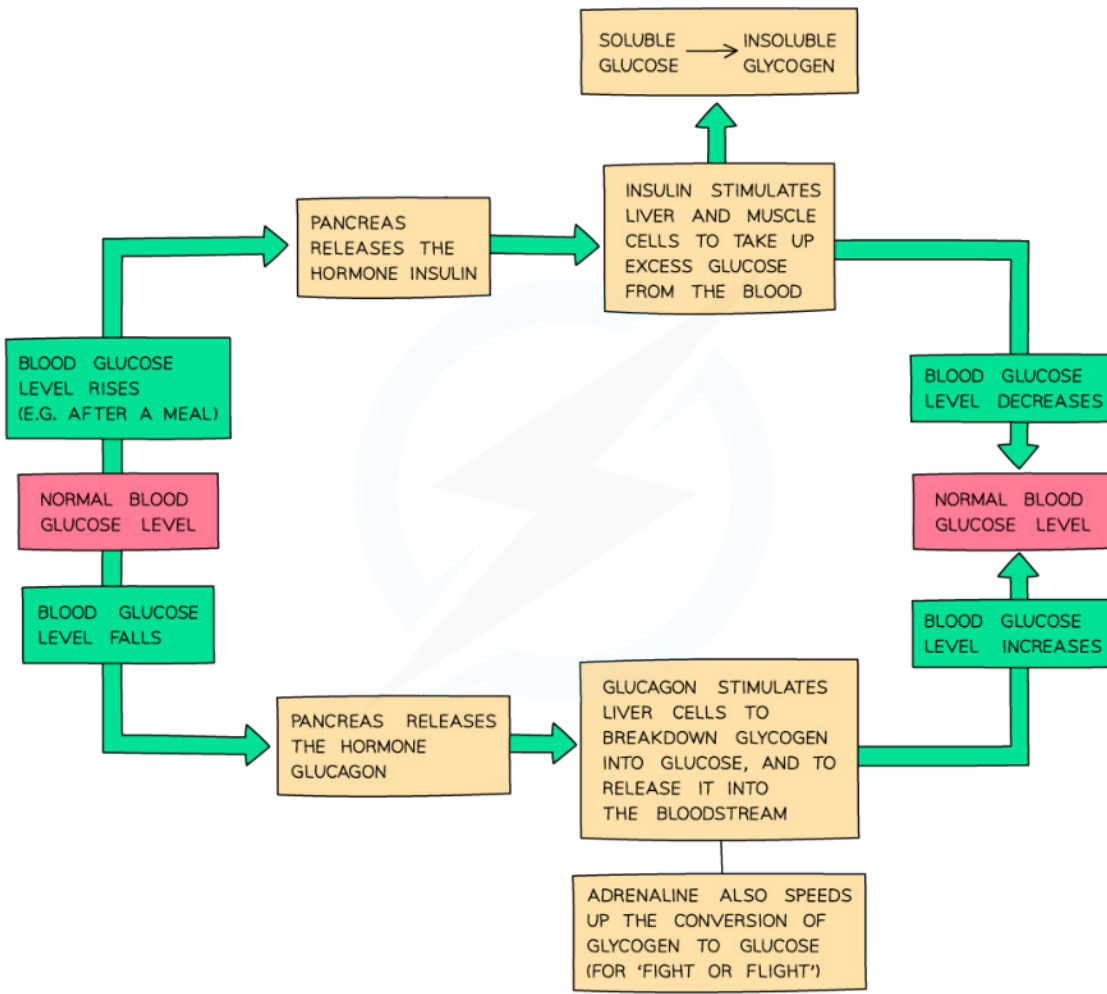 SOLUBLE → INSOLUBLE
GLUCOSE GLYCOGEN
PANCREAS
RELEASES THE
HORMONE INSULIN
INSULIN STIMULATES
LIVER AND MUSCLE
CELLS TO TAKE UP
EXCESS GLUCOSE
FROM THE BLOOD
BLOOD GLUCOSE
LEVEL RISES
(E.G. AFTER A MEAL)
BLOOD GLUCOSE
LEVEL DECREASES
NORMAL BLOOD
GLUCOSE LEVEL
NORMAL BLOOD
GLUCOSE LEVEL
BLOOD GLUCOSE
LEVEL FALLS
BLOOD GLUCOSE
LEVEL INCREASES
PANCREAS RELEASES
THE HORMONE
GLUCAGON
GLUCAGON STIMULATES
LIVER CELLS TO
BREAKDOWN GLYCOGEN
INTO GLUCOSE, AND TO
RELEASE IT INTO
THE BLOODSTREAM
ADRENALINE ALSO SPEEDS
UP THE CONVERSION OF
GLYCOGEN TO GLUCOSE
(FOR 'FIGHT OR FLIGHT')